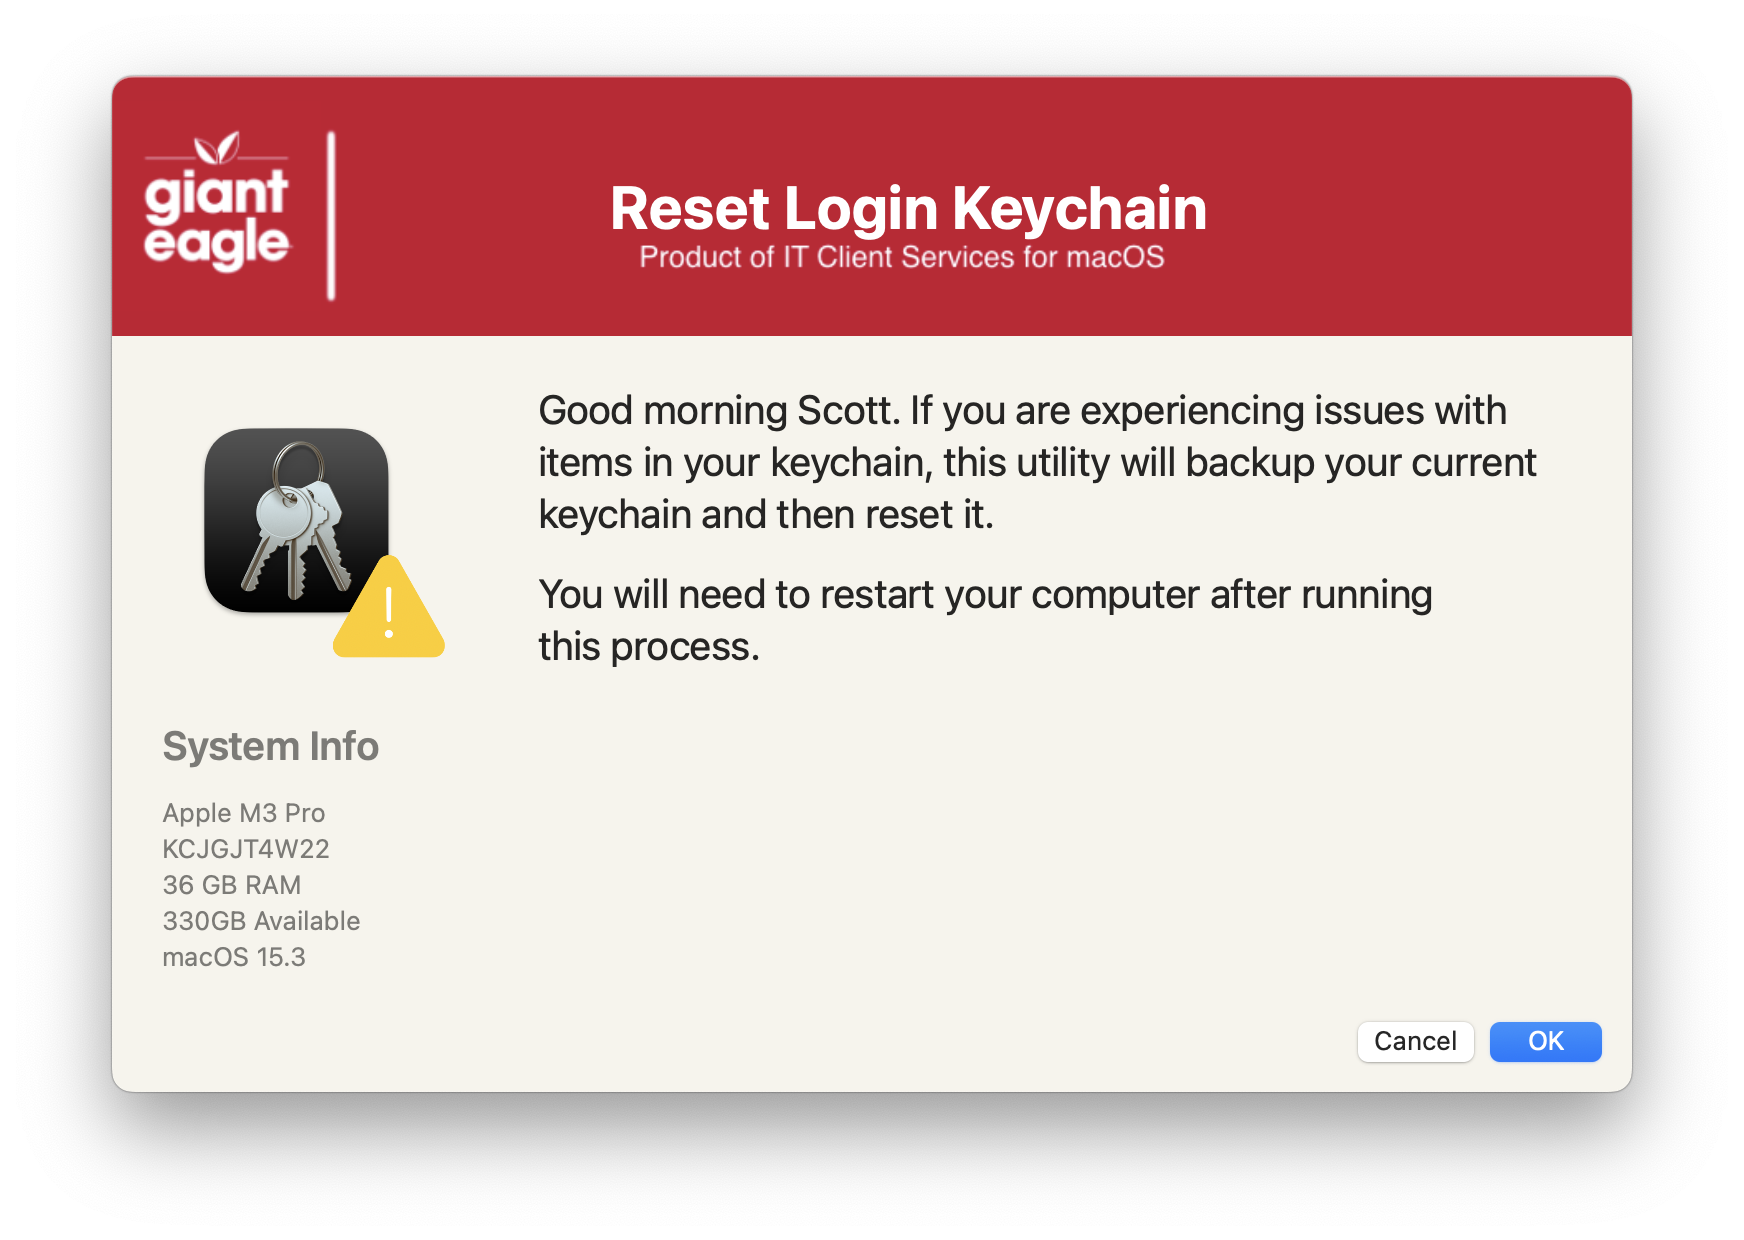 giant
eagle
Reset Login Keychain
Product of IT Client Services for macOS
Good morning Scott. If you are experiencing issues with
items in your keychain, this utility will backup your current
keychain and then reset it.
You will need to restart your computer after running
this process.
System Info
Apple M3 Pro
KCJGJT4W22
36 GB RAM
330GB Available
macOS 15.3
Cancel
OK